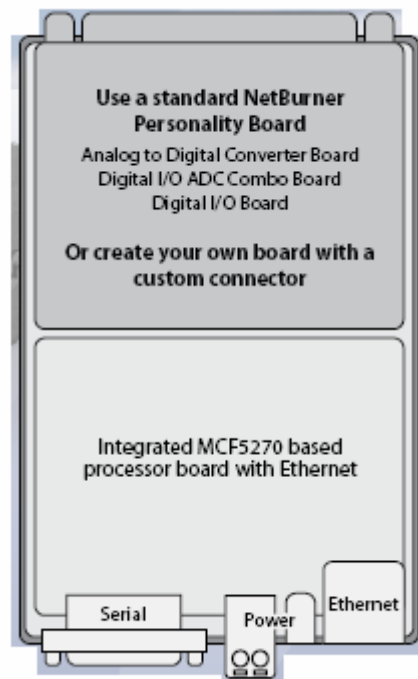 Use a standard NetBurner
Personality Board
Analog to Digital Converter Board
Digital I/O ADC Combo Board
Digital I/O Board
Or create your own board with a
custom connector
Integrated MCF5270 based
processor board with Ethernet
Serial
Power
Ethernet